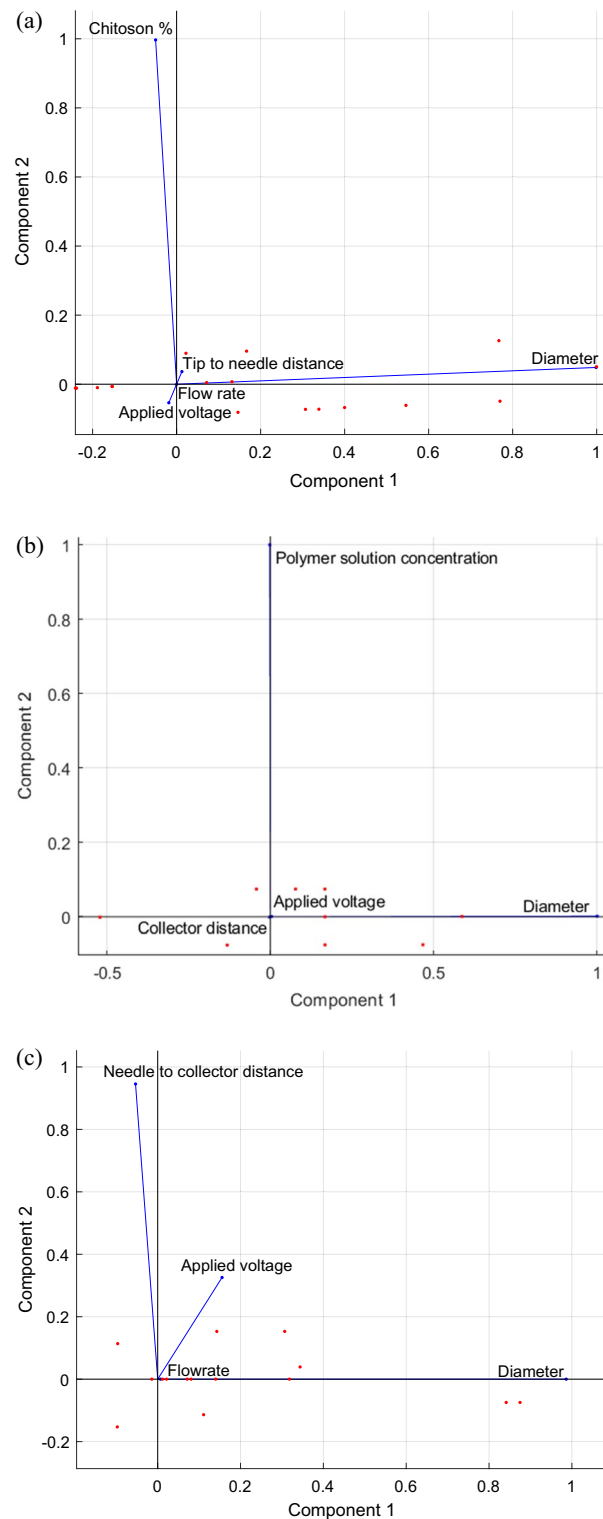 (a)
Chitoson %
1
0.8
0.6
0.4
0.2
0
Component 2
Tip to needle distance
Diameter
Flow rate
Applied voltage
-0.2 0 0.2 0.4 0.6 0.8 1
Component 1
(b)
1
Polymer solution concentration
0.8
0.6
0.4
0.2
0
Component 2
Applied voltage
Diameter
Collector distance
-0.5 0 0.5 1
Component 1
(c)
1
Needle to collector distance
0.8
0.6
0.4
0.2
0
-0.2
Component 2
Applied voltage
Flowrate
Diameter
0 0.2 0.4 0.6 0.8 1
Component 1